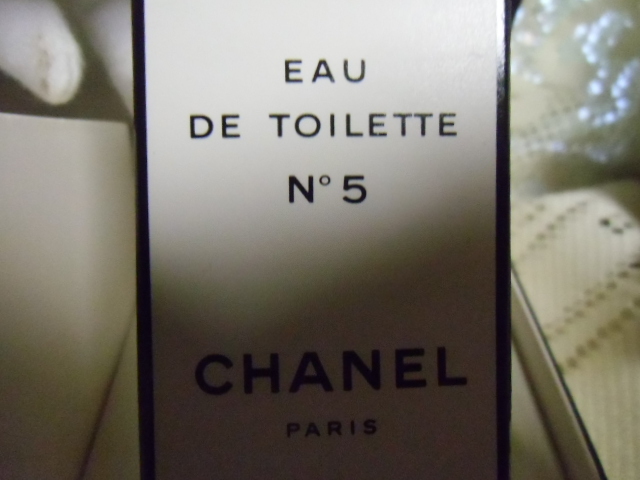 EAU
DE TOILETTE
N° 5
CHANEL
PARIS